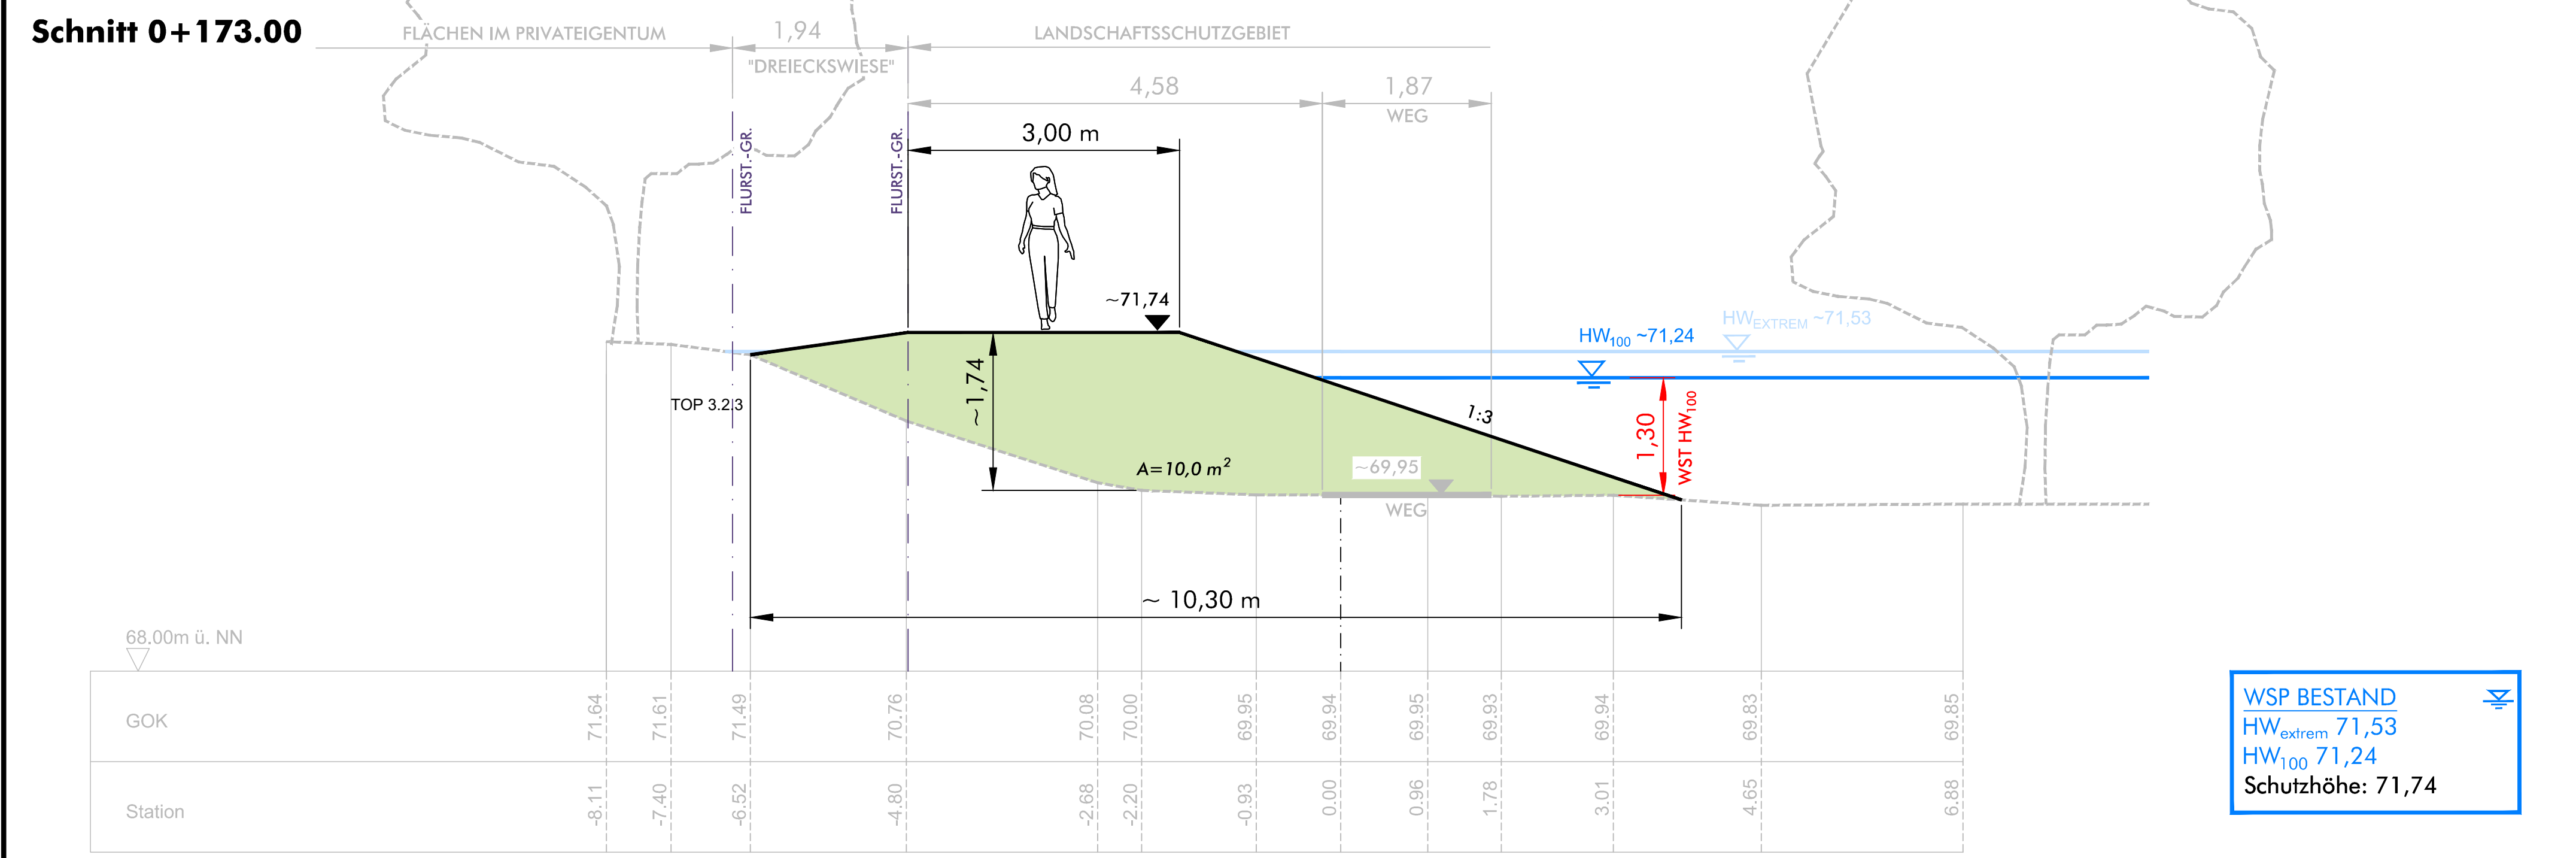 Schnitt 0+173.00
FLÄCHEN IM PRIVATEIGENTUM
1,94
"DREIECKSWIESE"
LANDSCHAFTSSCHUTZGEBIET
4,58
1,87
WEG
3,00 m
FLURST.-GR.
FLURST.-GR.
~71,74
HW100 ~71,24
HWEXTREM ~71,53
TOP 3.2.3
~1,74
1:3
1,30
WST HW100
A=10,0 m²
~69,95
WEG
~ 10,30 m
68.00m ü. NN
GOK
71.64
71.61
71.49
70.76
70.08
70.00
69.95
69.94
69.95
69.93
69.94
69.83
69.85
Station
-8.11
-7.40
-6.52
-4.80
-2.68
-2.20
-0.93
0.00
0.96
1.78
3.01
4.65
6.88
WSP BESTAND
HWextrem 71,53
HW100 71,24
Schutzhöhe: 71,74